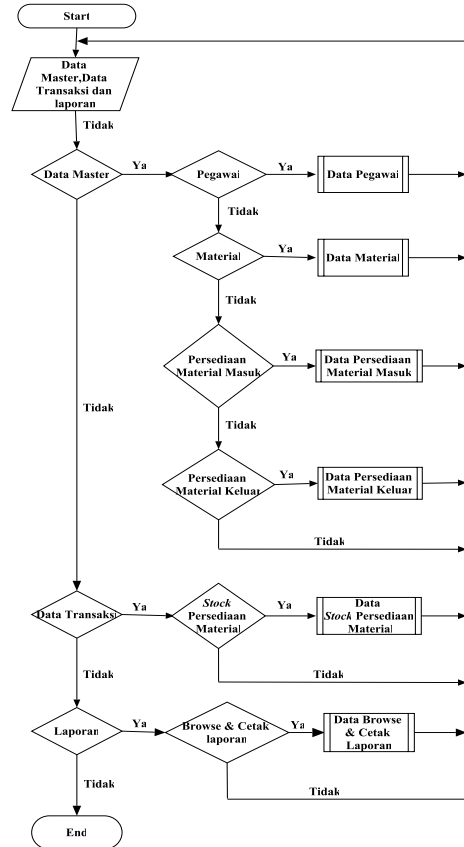 Start
Data
Master,Data
Transaksi dan
laporan
Tidak
Data Master
Ya
Pegawai
Ya
Data Pegawai
Tidak
Material
Ya
Data Material
Tidak
Persediaan
Material Masuk
Ya
Data Persediaan
Material Masuk
Tidak
Tidak
Persediaan
Material Keluar
Ya
Data Persediaan
Material Keluar
Tidak
Data Transaksi
Ya
Stock
Persediaan
Material
Ya
Data
Stock Persediaan
Material
Tidak
Tidak
Laporan
Ya
Browse & Cetak
laporan
Ya
Data Browse
& Cetak
Laporan
Tidak
Tidak
End